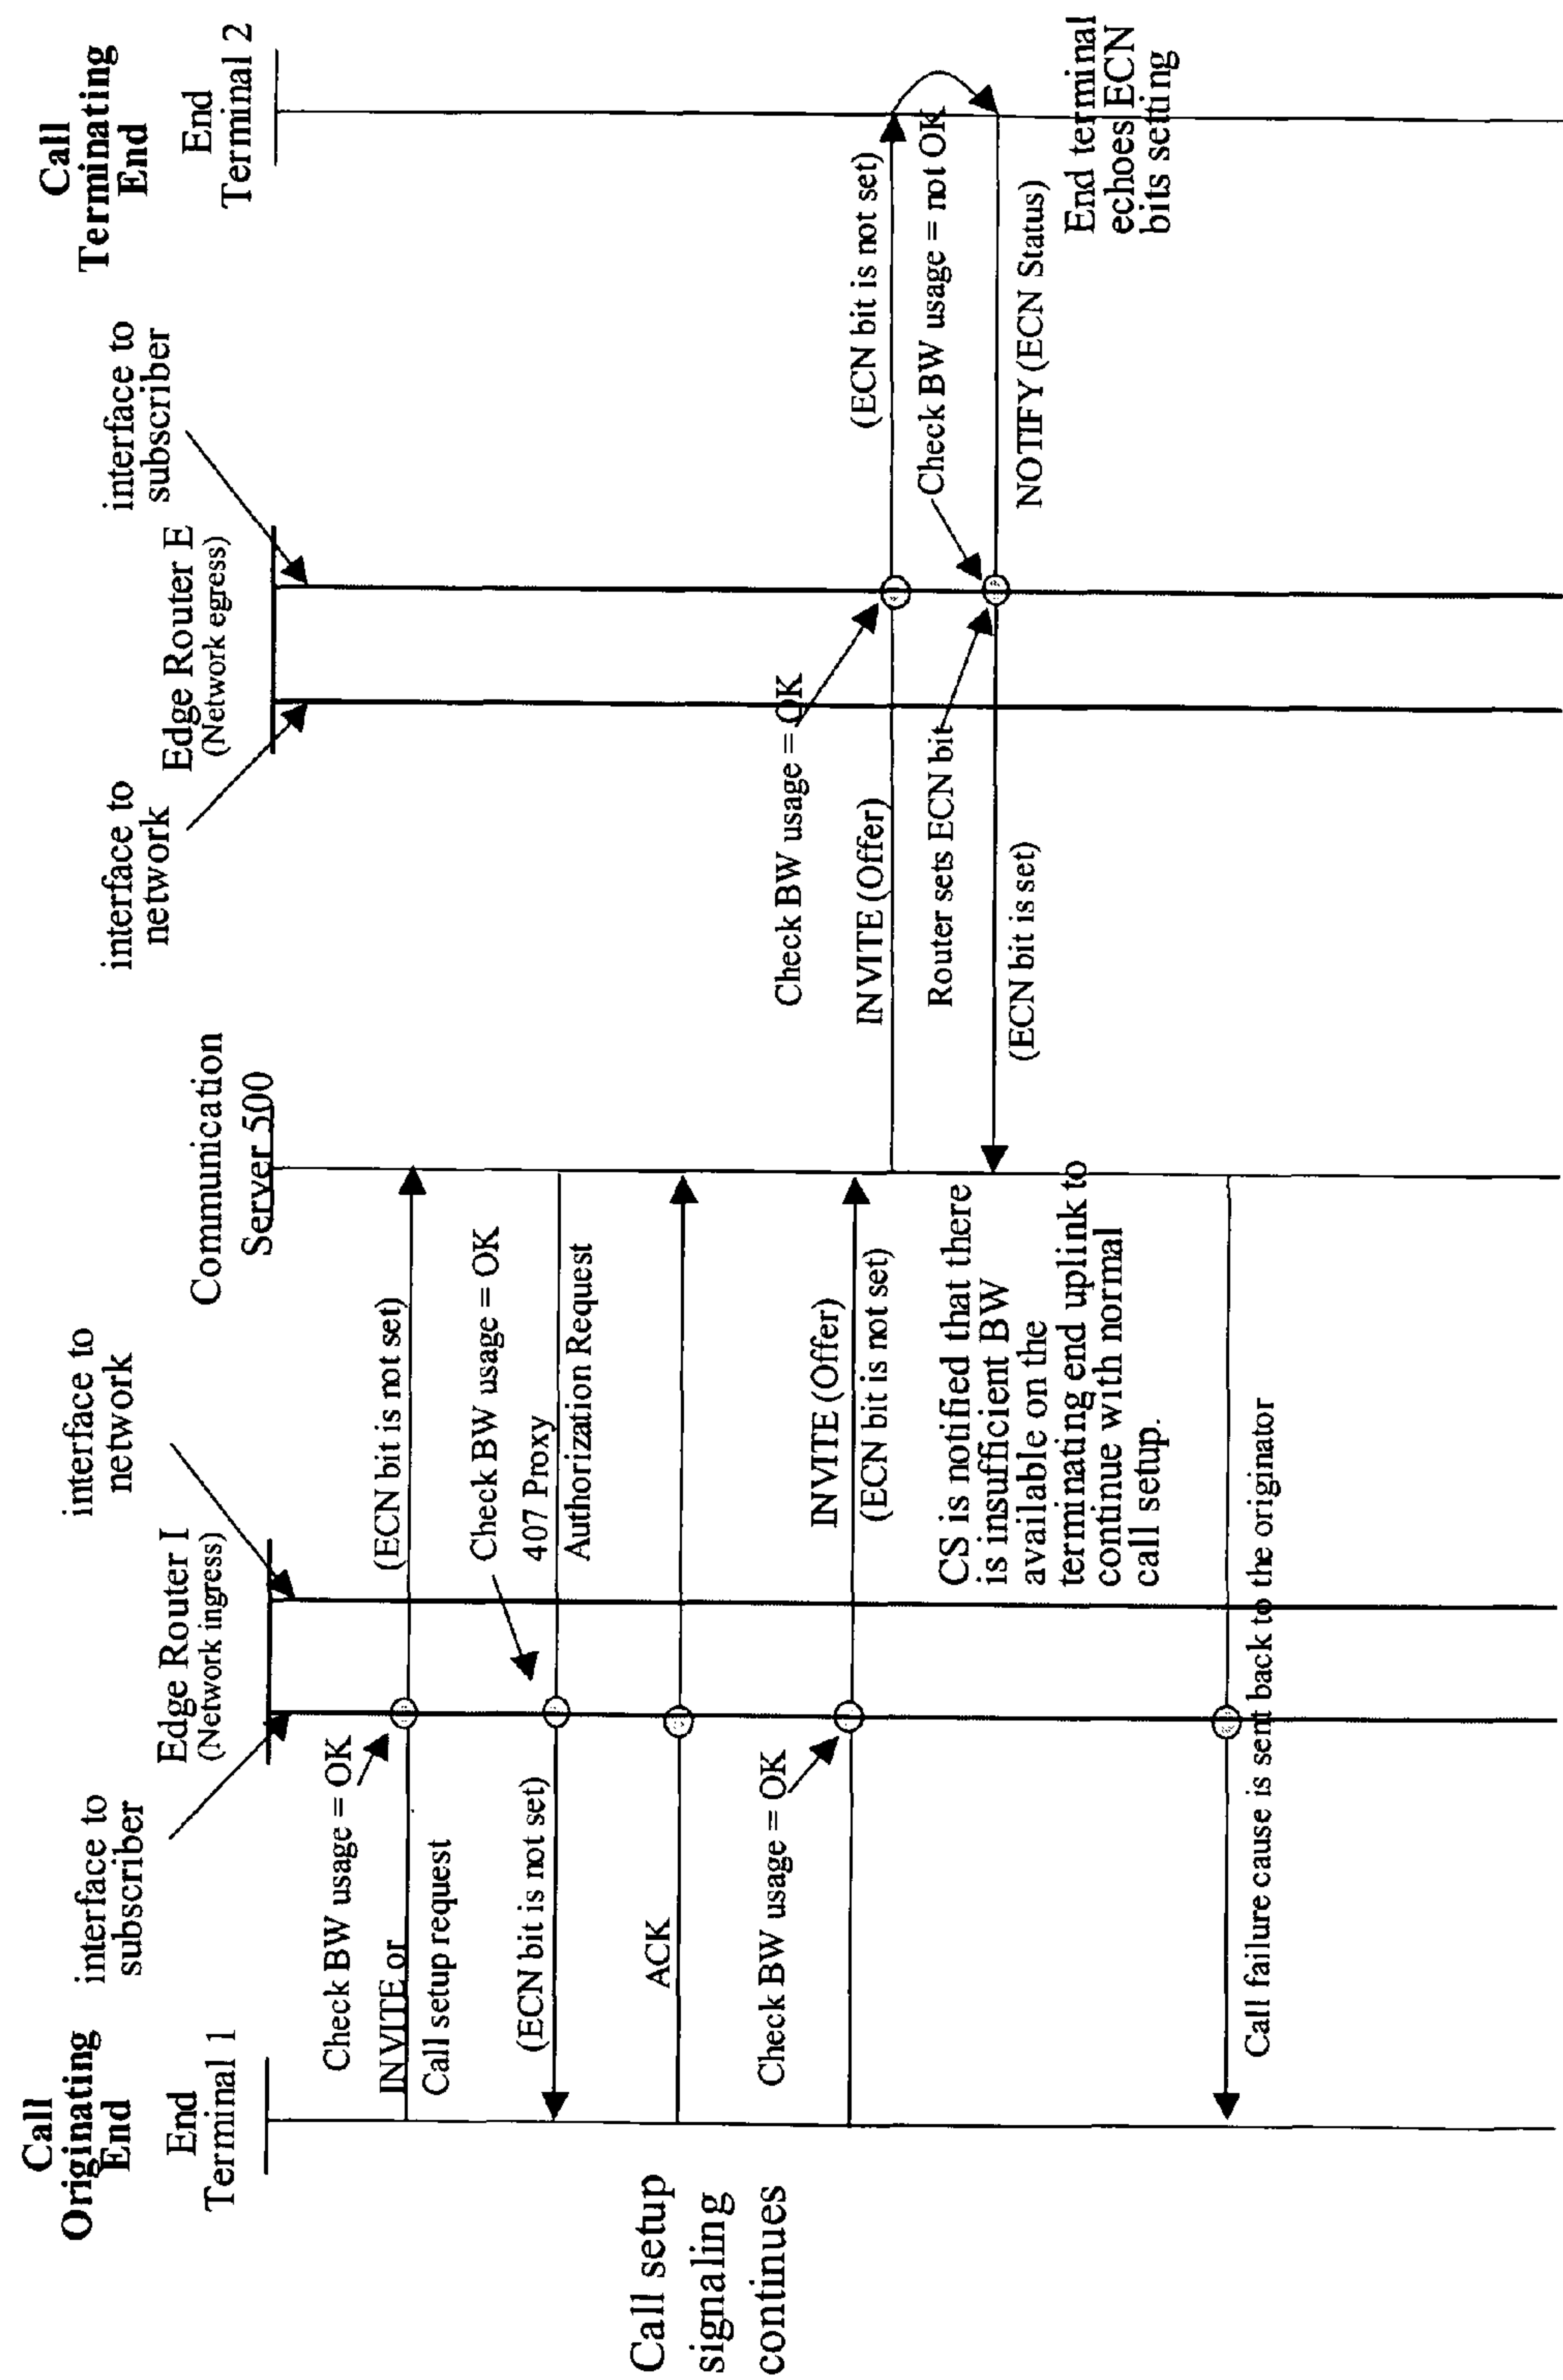 Call
Originating
End
End
Terminal 1
interface to
subscriber
Edge Router I
(Network ingress)
interface to
network
Communication
Server 500
interface to
network
Edge Router E
(Network egress)
interface to
subscriber
Call
Terminating
End
End
Terminal 2
Check BW usage = OK
INVITE or
Call setup request
(ECN bit is not set)
Check BW usage = OK
407 Proxy
Authorization Request
(ECN bit is not set)
Call setup
signaling
continues
ACK
Check BW usage = OK
INVITE (Offer)
(ECN bit is not set)
Check BW usage = OK
INVITE (Offer)
(ECN bit is not set)
Check BW usage = not OK
Router sets ECN bit
NOTIFY (ECN Status)
(ECN bit is set)
End terminal
echoes ECN
bits setting
CS is notified that there
is insufficient BW
available on the
terminating end uplink to
continue with normal
call setup.
Call failure cause is sent back to the originator